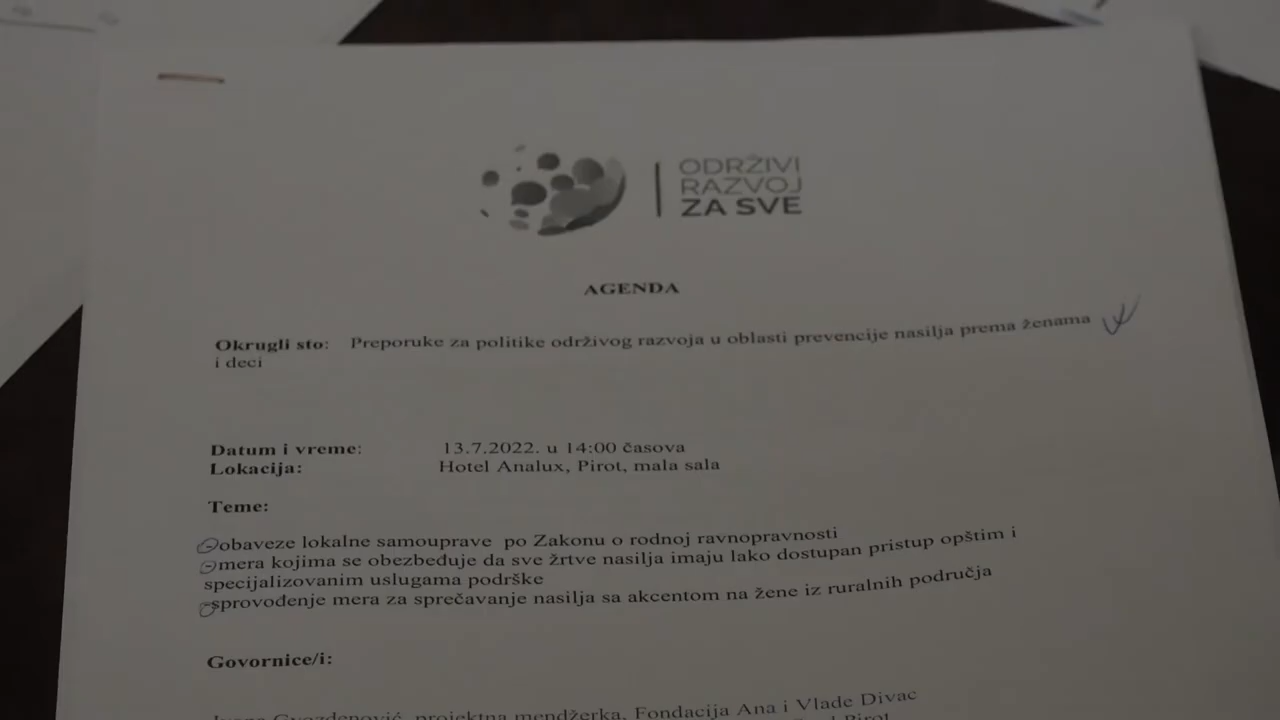 ODRŽIVI
RAZVOJ
ZA SVE
AGENDA
Okrugli sto: Preporuke za politike održivog razvoja u oblasti prevencije nasilja prema ženama
i deci
Datum i vreme: 13.7.2022. u 14:00 časova
Lokacija: Hotel Analux, Pirot, mala sala
Teme:
-obaveze lokalne samouprave po Zakonu o rodnoj ravnopravnosti
-mera kojima se obezbeđuje da sve žrtve nasilja imaju lako dostupan pristup opštim i
specijalizovanim uslugama podrške
-sprovođenje mera za sprečavanje nasilja sa akcentom na žene iz ruralnih područja
Govornice/i:
Gvozdenović, projektna mendžerka, Fondacija Ana i Vlade Divac
Pirot